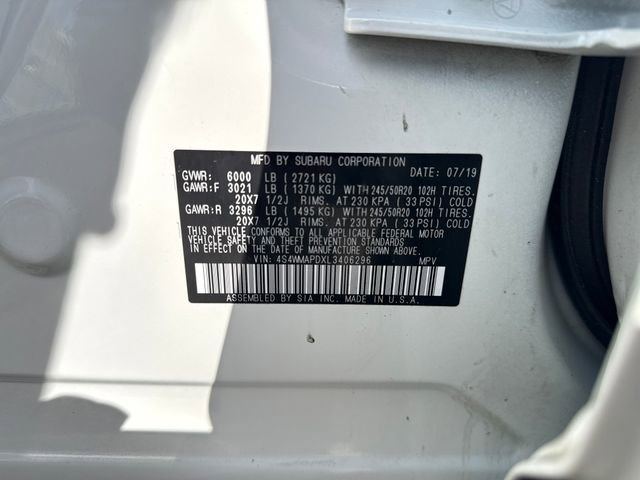 MFD BY SUBARU CORPORATION
GVWR: 6000 LB ( 2721 KG) DATE: 07/19
GAWR:F 3021 LB ( 1370 KG) WITH 245/50R20 102H TIRES.
20X7 1/2J RIMS. AT 230 KPA ( 33 PSI) COLD
GAWR:R 3296 LB ( 1495 KG) WITH 245/50R20 102H TIRES.
20X7 1/2J RIMS. AT 230 KPA ( 33 PSI) COLD
THIS VEHICLE CONFORMS TO ALL APPLICABLE FEDERAL MOTOR
VEHICLE SAFETY AND THEFT PREVENTION STANDARDS
IN EFFECT ON THE DATE OF MANUFACTURE SHOWN ABOVE.
VIN: 4S4WMAPDXL3406296 MPV
ASSEMBLED BY SIA INC. MADE IN U.S.A.